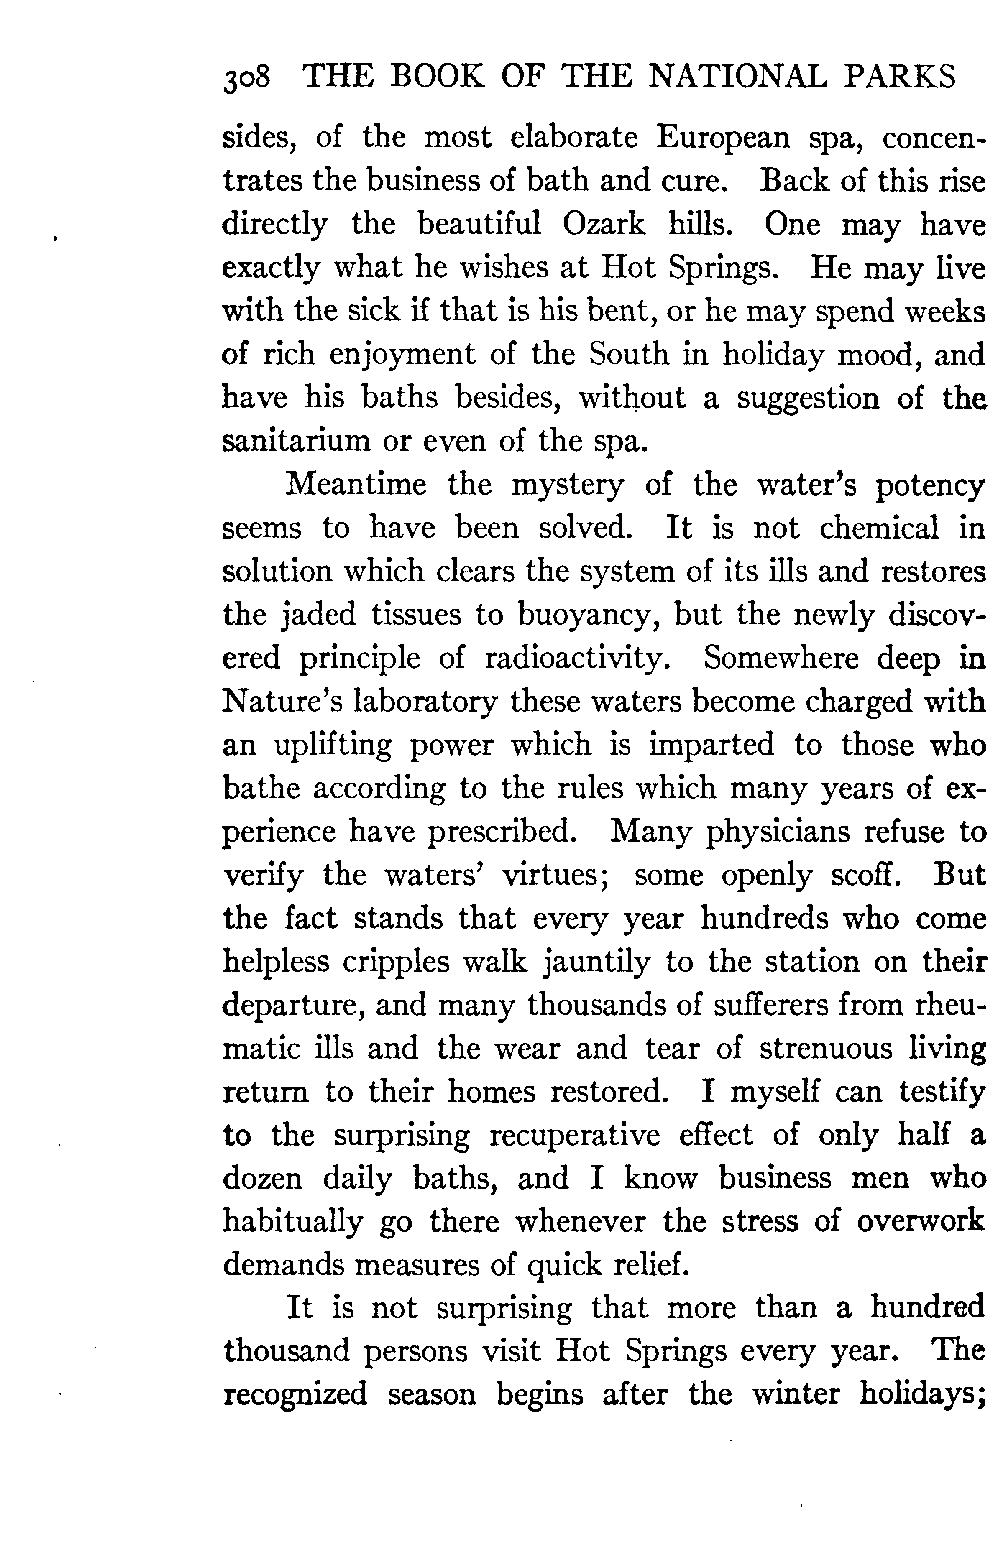 308 THE BOOK OF THE NATIONAL PARKS
sides, of the most elaborate European spa, concen-
trates the business of bath and cure. Back of this rise
directly the beautiful Ozark hills. One may have
exactly what he wishes at Hot Springs. He may live
with the sick if that is his bent, or he may spend weeks
of rich enjoyment of the South in holiday mood, and
have his baths besides, without a suggestion of the
sanitarium or even of the spa.
Meantime the mystery of the water's potency
seems to have been solved. It is not chemical in
solution which clears the system of its ills and restores
the jaded tissues to buoyancy, but the newly discov-
ered principle of radioactivity. Somewhere deep in
Nature's laboratory these waters become charged with
an uplifting power which is imparted to those who
bathe according to the rules which many years of ex-
perience have prescribed. Many physicians refuse to
verify the waters' virtues; some openly scoff. But
the fact stands that every year hundreds who come
helpless cripples walk jauntily to the station on their
departure, and many thousands of sufferers from rheu-
matic ills and the wear and tear of strenuous living
return to their homes restored. I myself can testify
to the surprising recuperative effect of only half a
dozen daily baths, and I know business men who
habitually go there whenever the stress of overwork
demands measures of quick relief.
It is not surprising that more than a hundred
thousand persons visit Hot Springs every year. The
recognized season begins after the winter holidays;